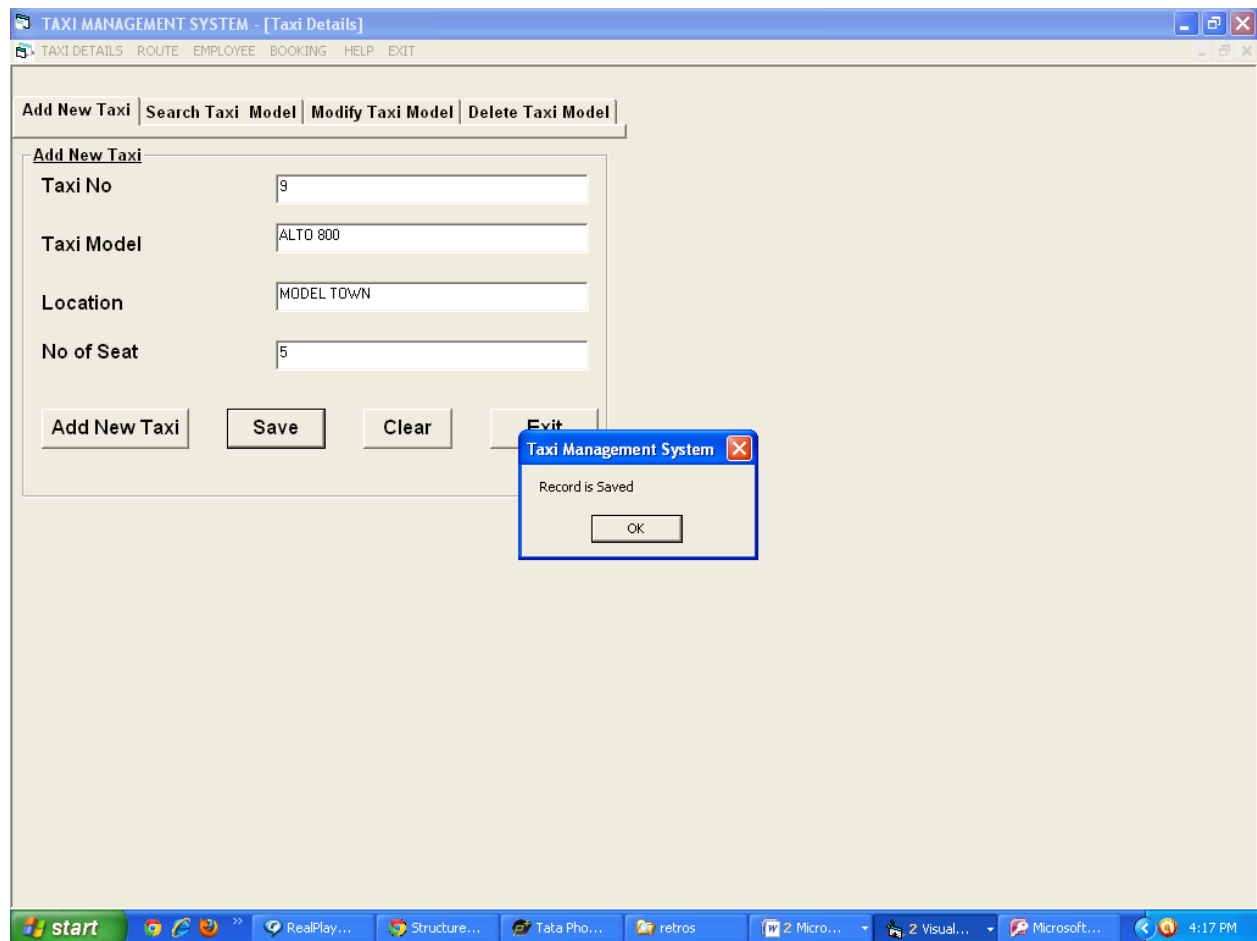 TAXI MANAGEMENT SYSTEM - [Taxi Details]
TAXI DETAILS ROUTE EMPLOYEE BOOKING HELP EXIT
Add New Taxi Search Taxi Model Modify Taxi Model Delete Taxi Model
Add New Taxi
Taxi No 9
Taxi Model ALTO 800
Location MODEL TOWN
No of Seat 5
Add New Taxi Save Clear Exit
Taxi Management System
Record is Saved
OK
start RealPlay... Structure... Tata Pho... retros 2 Micro... 2 Visual... Microsoft... 4:17 PM